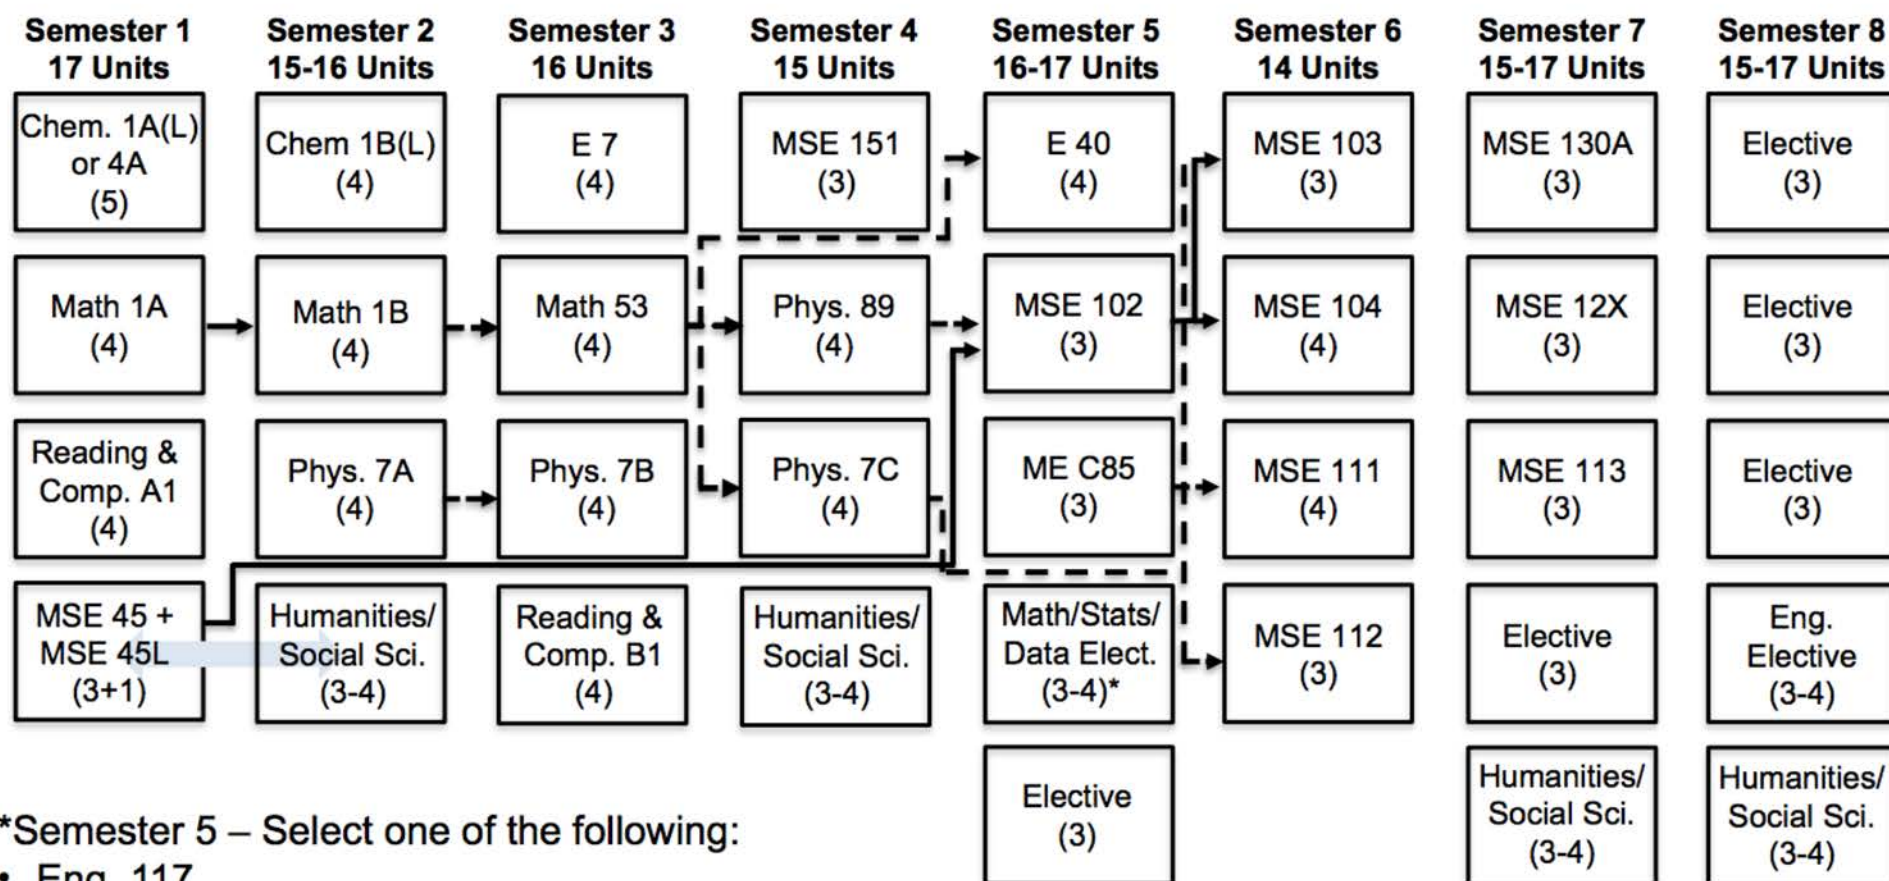 Semester 1
17 Units
Chem. 1A(L)
or 4A
(5)
Math 1A
(4)
Reading &
Comp. A1
(4)
MSE 45 +
MSE 45L
(3+1)
Semester 2
15-16 Units
Chem 1B(L)
(4)
Math 1B
(4)
Phys. 7A
(4)
Humanities/
Social Sci.
(3-4)
Semester 3
16 Units
E 7
(4)
Math 53
(4)
Phys. 7B
(4)
Reading &
Comp. B1
(4)
Semester 4
15 Units
MSE 151
(3)
Phys. 89
(4)
Phys. 7C
(4)
Humanities/
Social Sci.
(3-4)
Semester 5
16-17 Units
E 40
(4)
MSE 102
(3)
ME C85
(3)
Math/Stats/
Data Elect.
(3-4)*
Elective
(3)
Semester 6
14 Units
MSE 103
(3)
MSE 104
(4)
MSE 111
(4)
MSE 112
(3)
Semester 7
15-17 Units
MSE 130A
(3)
MSE 12X
(3)
MSE 113
(3)
Elective
(3)
Humanities/
Social Sci.
(3-4)
Semester 8
15-17 Units
Elective
(3)
Elective
(3)
Elective
(3)
Eng.
Elective
(3-4)
Humanities/
Social Sci.
(3-4)
*Semester 5 – Select one of the following:
• Eng. 117